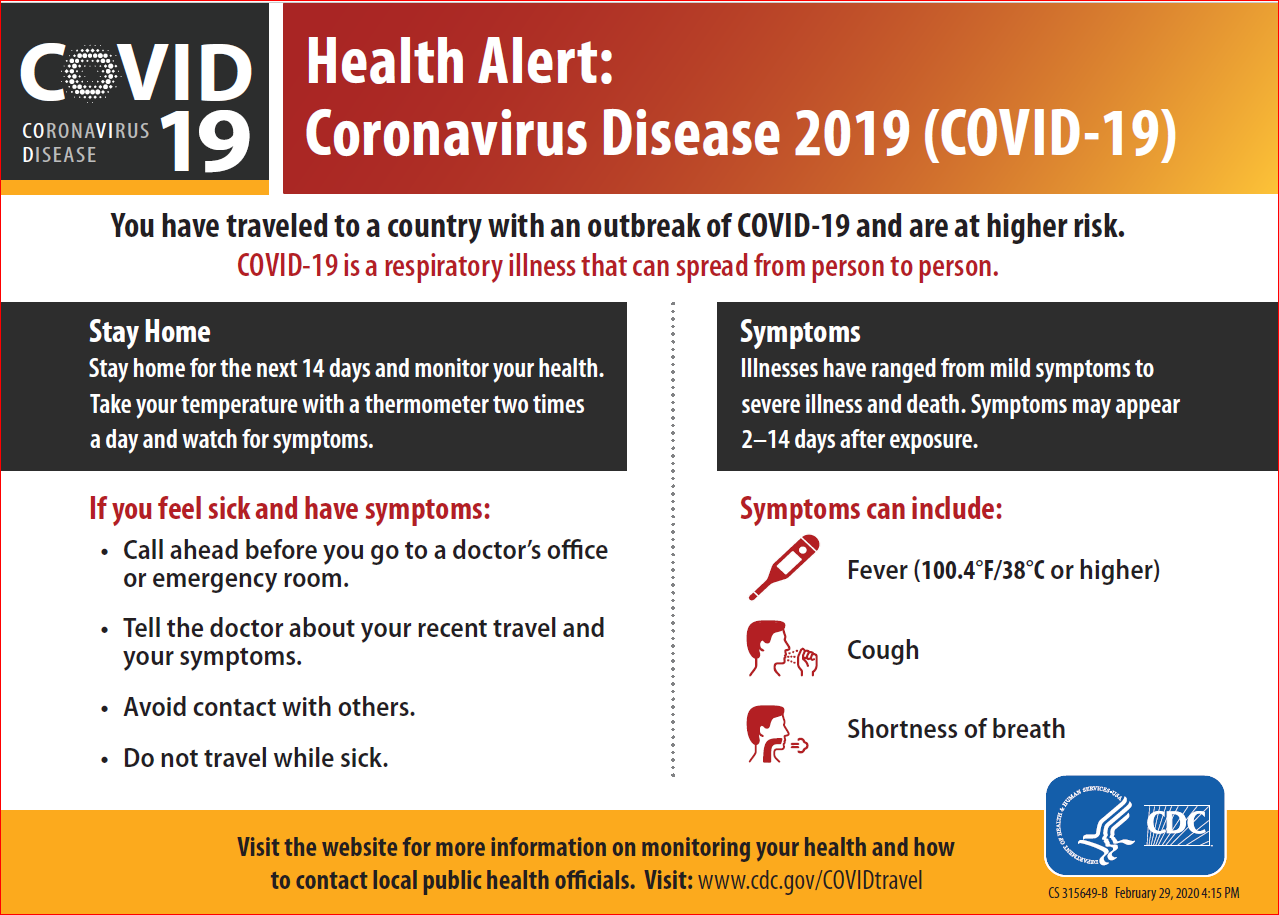 COVID
19
CORONAVIRUS
DISEASE
Health Alert:
Coronavirus Disease 2019 (COVID-19)
You have traveled to a country with an outbreak of COVID-19 and are at higher risk.
COVID-19 is a respiratory illness that can spread from person to person.
Stay Home
Stay home for the next 14 days and monitor your health.
Take your temperature with a thermometer two times
a day and watch for symptoms.
If you feel sick and have symptoms:
• Call ahead before you go to a doctor’s office
or emergency room.
• Tell the doctor about your recent travel and
your symptoms.
• Avoid contact with others.
• Do not travel while sick.
Symptoms
Illnesses have ranged from mild symptoms to
severe illness and death. Symptoms may appear
2–14 days after exposure.
Symptoms can include:
Fever (100.4°F/38°C or higher)
Cough
Shortness of breath
Visit the website for more information on monitoring your health and how
to contact local public health officials. Visit: www.cdc.gov/COVIDtravel
DEPARTMENT OF HEALTH & HUMAN SERVICES • USA
CDC
CS 315649-B February 29, 2020 4:15 PM